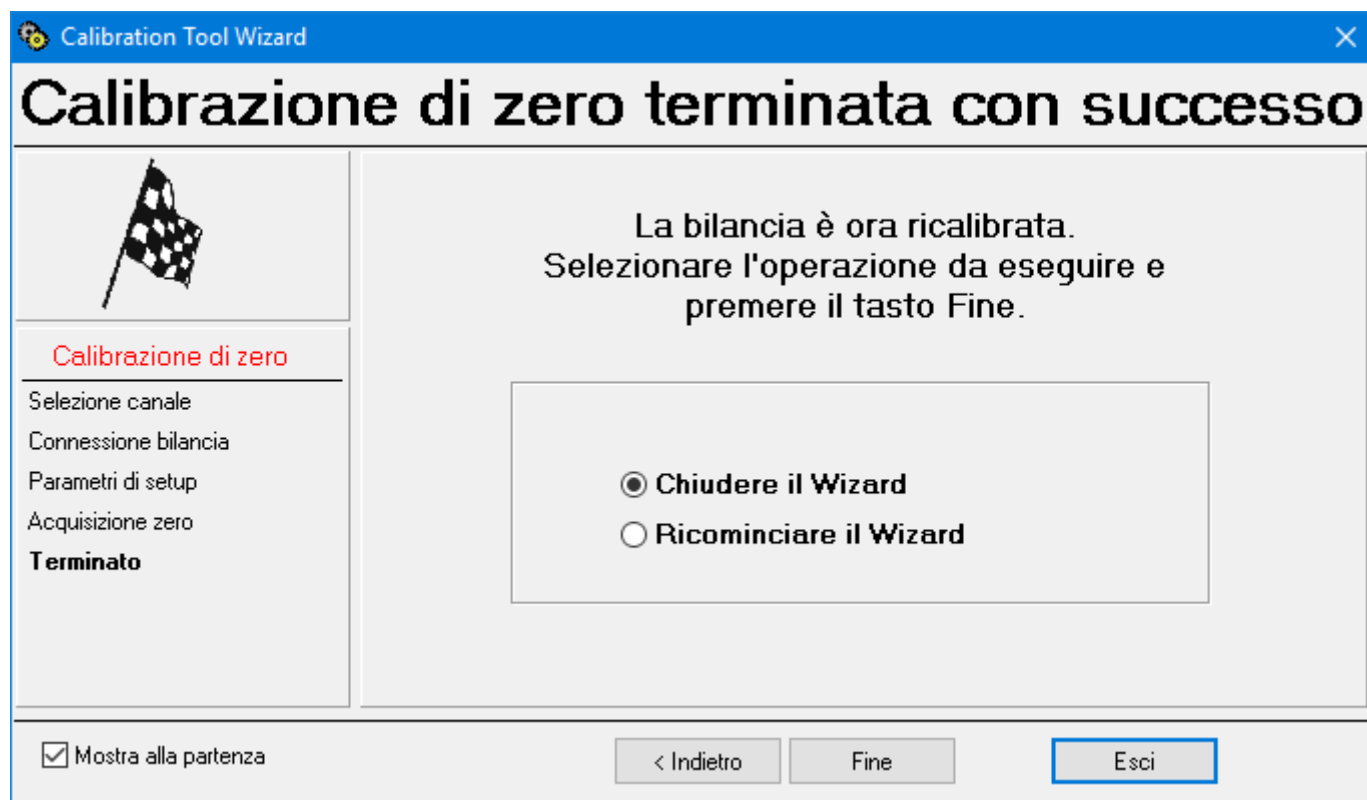 Calibration Tool Wizard
Calibrazione di zero terminata con successo
La bilancia è ora ricalibrata.
Selezionare l'operazione da eseguire e
premere il tasto Fine.
Calibrazione di zero
Selezione canale
Connessione bilancia
Parametri di setup
Acquisizione zero
Terminato
Chiudere il Wizard
Ricominciare il Wizard
Mostra alla partenza
< Indietro
Fine
Esci